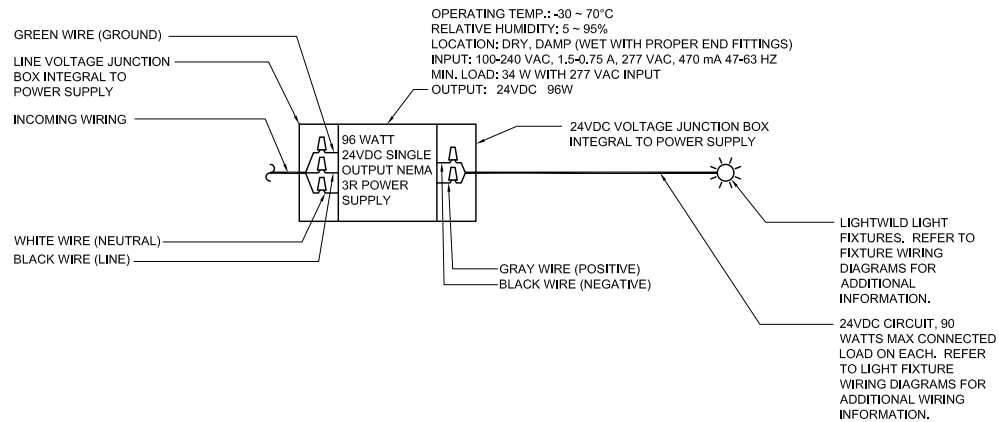 OPERATING TEMP.: -30 ~ 70°C
RELATIVE HUMIDITY: 5 ~ 95%
LOCATION: DRY, DAMP (WET WITH PROPER END FITTINGS)
INPUT: 100-240 VAC, 1.5-0.75 A, 277 VAC, 470 mA 47-63 HZ
MIN. LOAD: 34 W WITH 277 VAC INPUT
OUTPUT: 24VDC 96W
GREEN WIRE (GROUND)
LINE VOLTAGE JUNCTION
BOX INTEGRAL TO
POWER SUPPLY
INCOMING WIRING
96 WATT
24VDC SINGLE
OUTPUT NEMA
3R POWER
SUPPLY
24VDC VOLTAGE JUNCTION BOX
INTEGRAL TO POWER SUPPLY
WHITE WIRE (NEUTRAL)
BLACK WIRE (LINE)
GRAY WIRE (POSITIVE)
BLACK WIRE (NEGATIVE)
LIGHTWILD LIGHT
FIXTURES. REFER TO
FIXTURE WIRING
DIAGRAMS FOR
ADDITIONAL
INFORMATION.
24VDC CIRCUIT, 90
WATTS MAX CONNECTED
LOAD ON EACH. REFER
TO LIGHT FIXTURE
WIRING DIAGRAMS FOR
ADDITIONAL WIRING
INFORMATION.